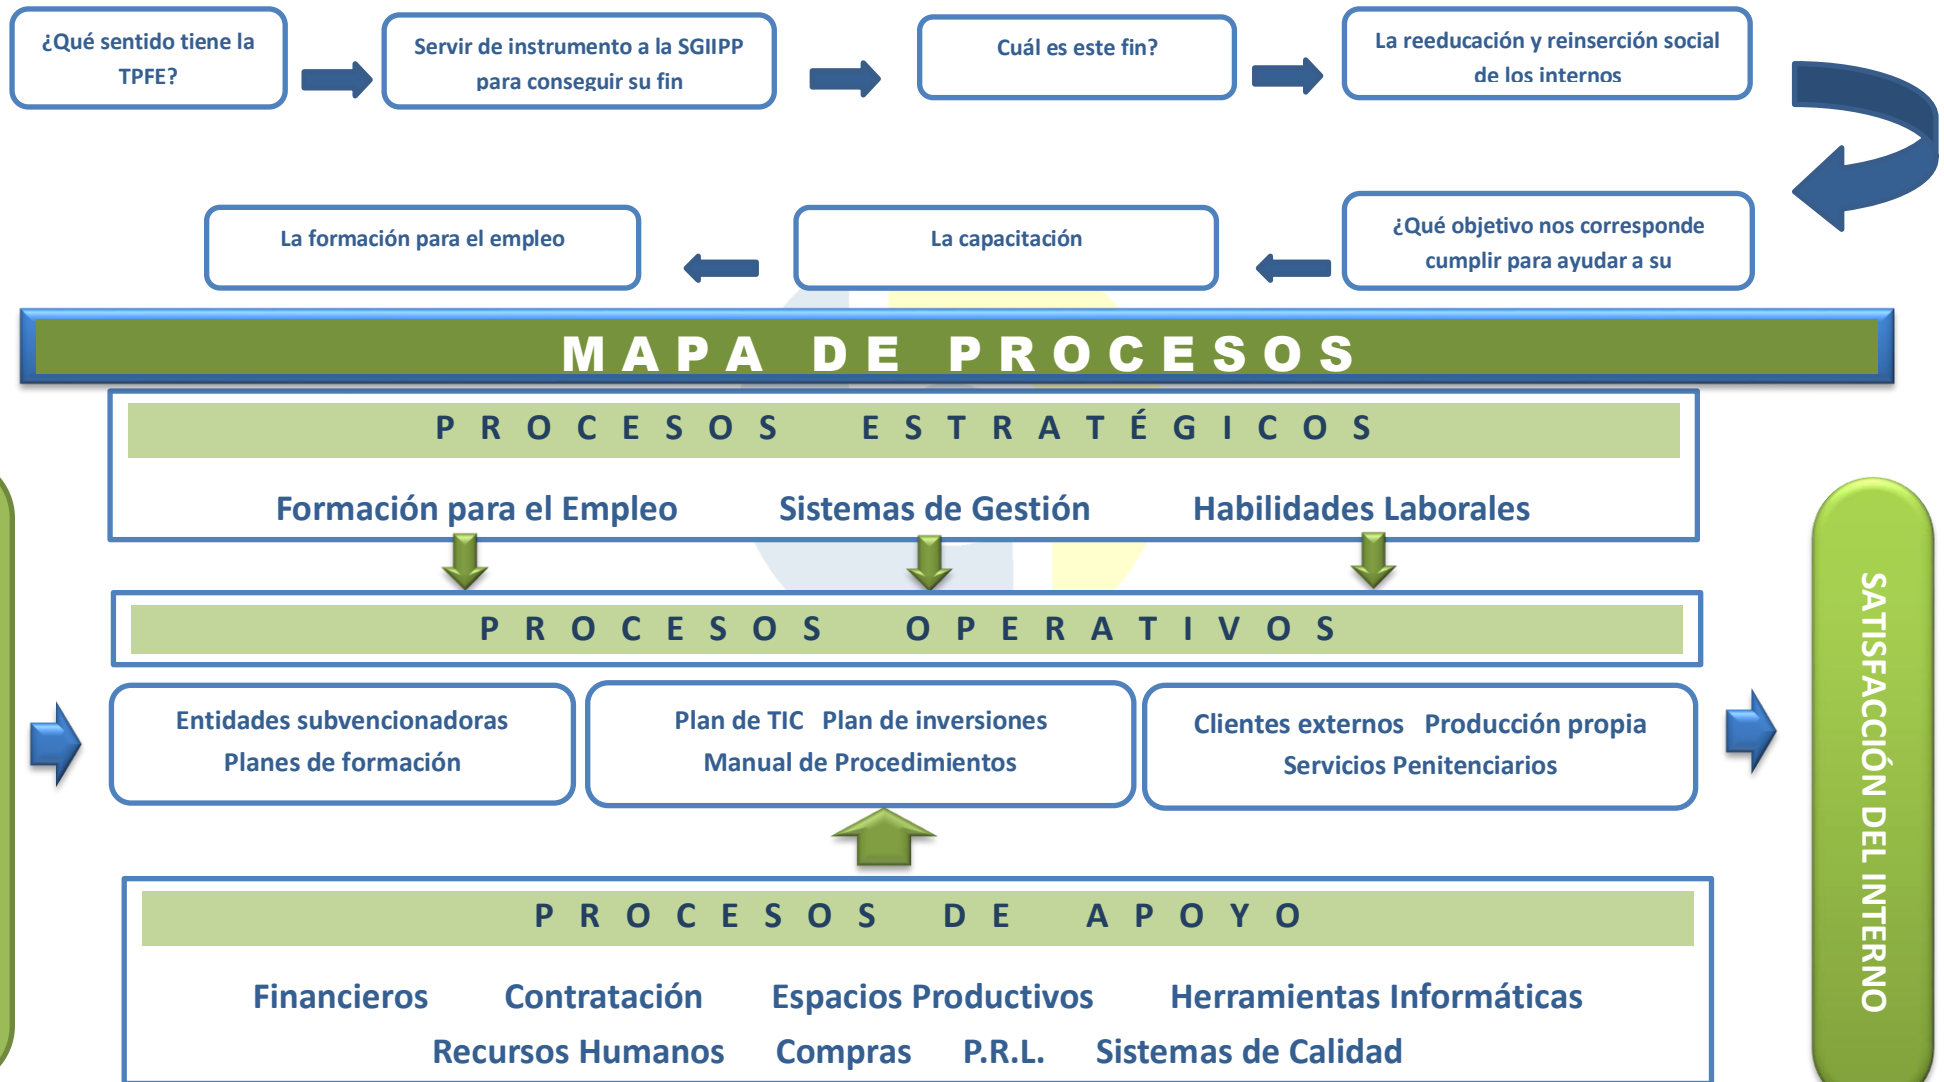 ¿Qué sentido tiene la
TPFE?
Servir de instrumento a la SGIIPP
para conseguir su fin
Cuál es este fin?
La reeducación y reinserción social
de los internos
¿Qué objetivo nos corresponde
cumplir para ayudar a su
La capacitación
La formación para el empleo
MAPA DE PROCESOS
PROCESOS ESTRATÉGICOS
Formación para el Empleo Sistemas de Gestión Habilidades Laborales
PROCESOS OPERATIVOS
Entidades subvencionadoras
Planes de formación
Plan de TIC Plan de inversiones
Manual de Procedimientos
Clientes externos Producción propia
Servicios Penitenciarios
PROCESOS DE APOYO
Financieros Contratación Espacios Productivos Herramientas Informáticas
Recursos Humanos Compras P.R.L. Sistemas de Calidad
SATISFACCIÓN DEL INTERNO